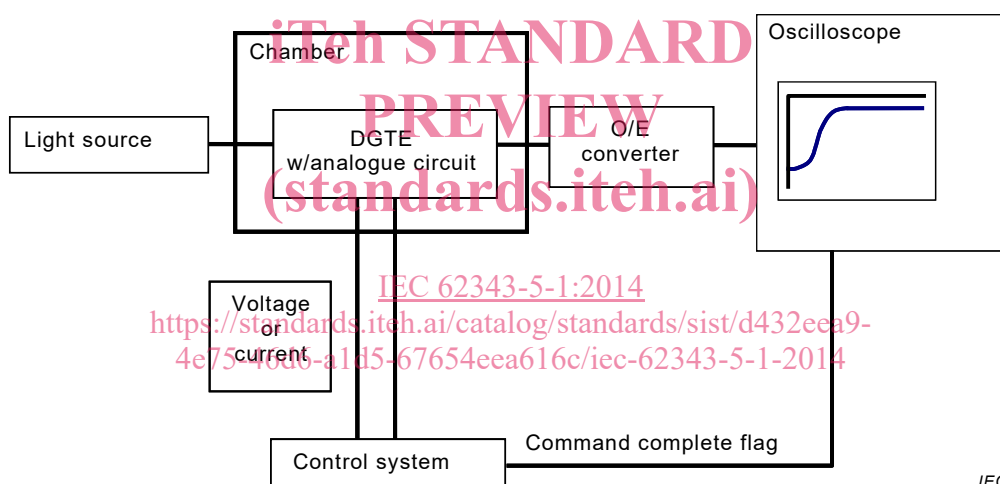 iTeh STANDARD
PREVIEW
(standards.iteh.ai)
Oscilloscope
Chamber
Light source
DGTE
w/analogue circuit
O/E
converter
IEC 62343-5-1:2014
https://standards.iteh.ai/catalog/standards/sist/d432eea9-
4e75-46d6-a1d5-67654eea616c/iec-62343-5-1-2014
Voltage
or
current
Command complete flag
Control system
IEC